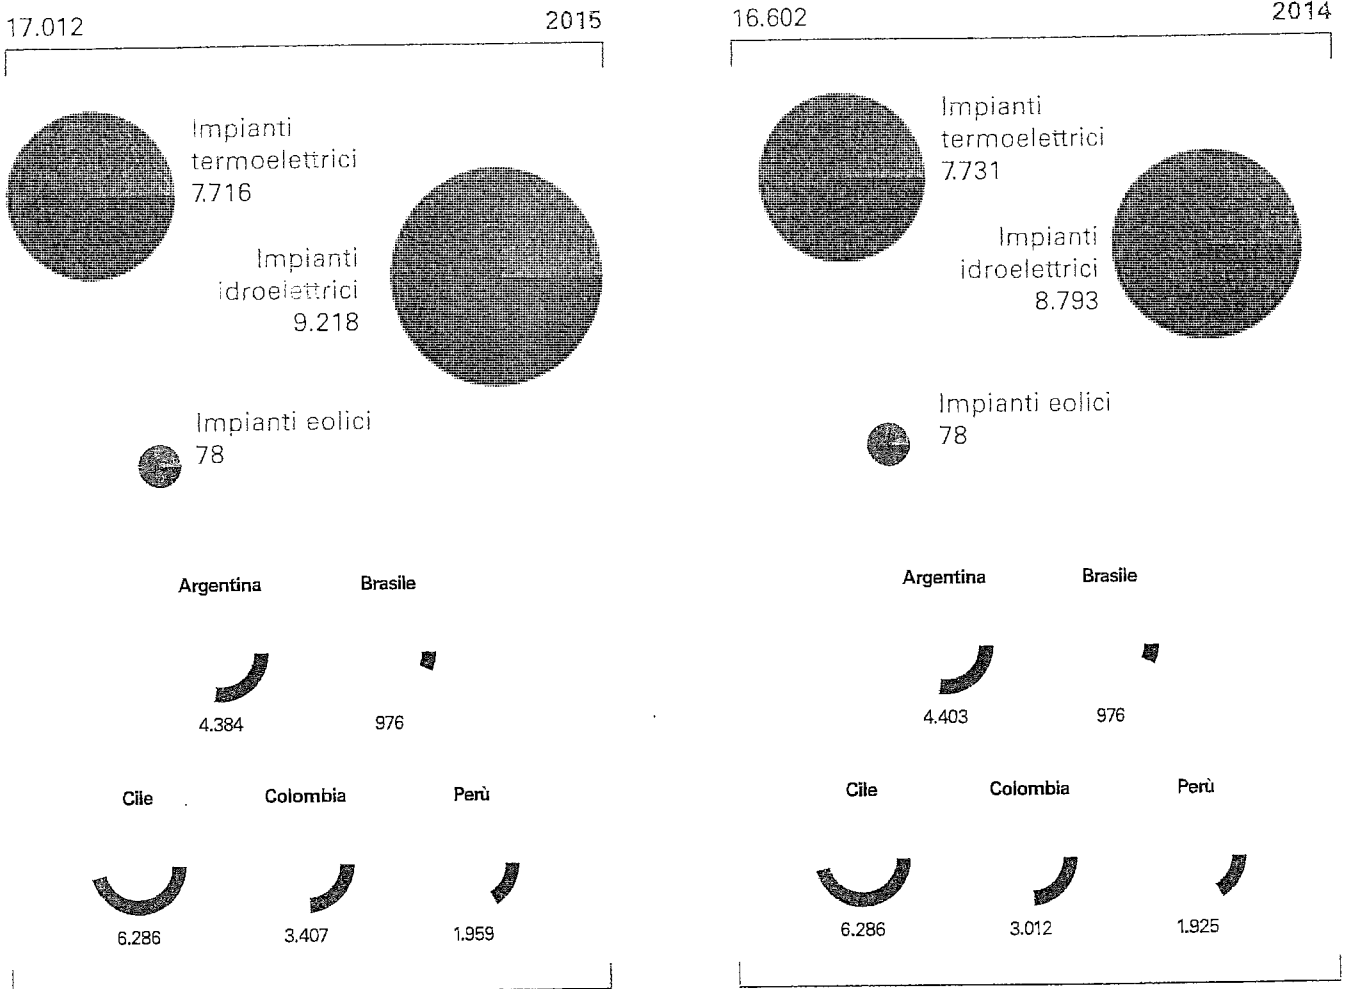 17.012 2015
Impianti
termoelettrici
7.716
Impianti
idroelettrici
9.218
Impianti eolici
78
Argentina Brasile
4.384 976
Cile Colombia Perù
6.286 3.407 1.959
16.602 2014
Impianti
termoelettrici
7.731
Impianti
idroelettrici
8.793
Impianti eolici
78
Argentina Brasile
4.403 976
Cile Colombia Perù
6.286 3.012 1.925